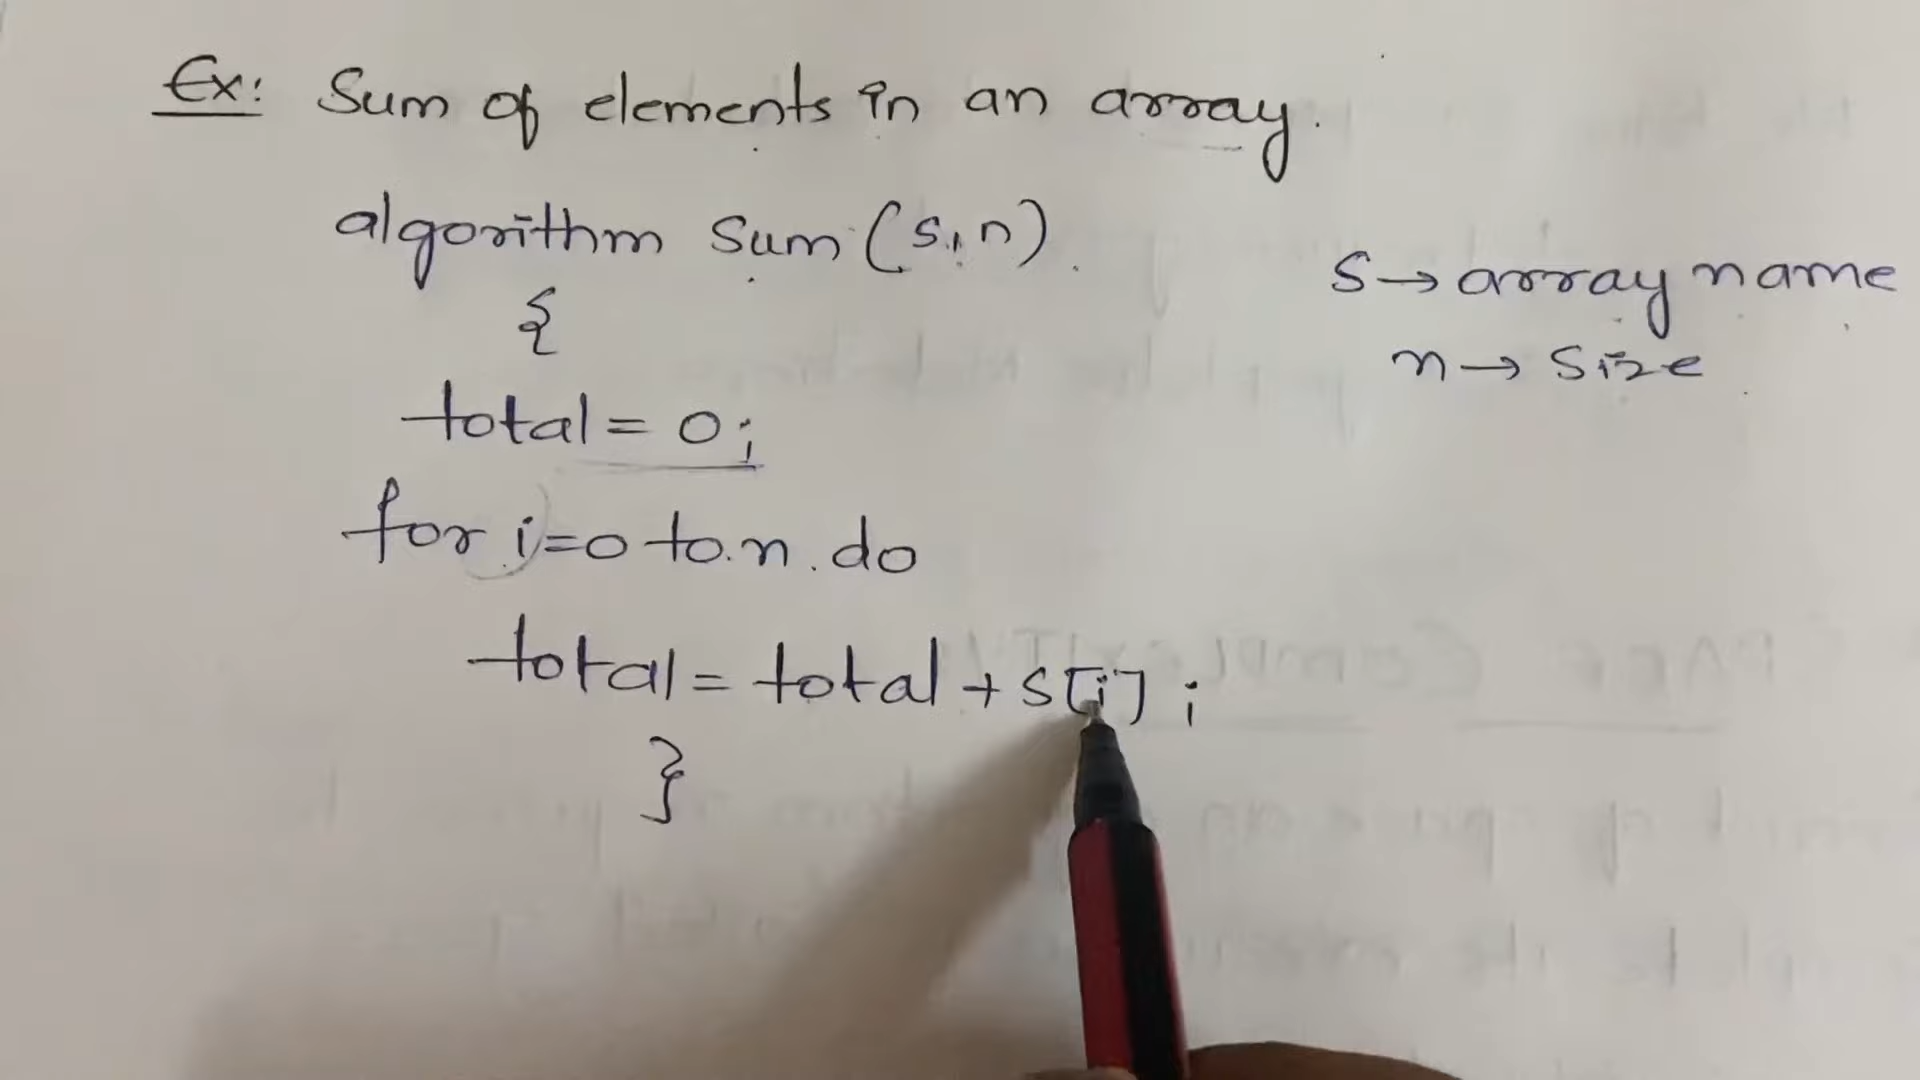 Ex: Sum of elements in an array.
algorithm sum (s, n)
{
s → array name
n → size
total = 0;
for i=0 to n do
total = total + s[i];
}